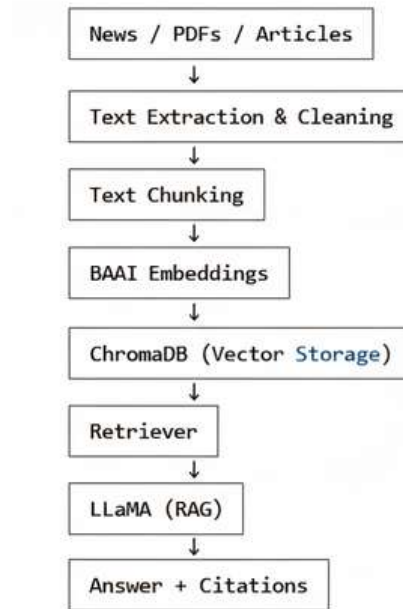 News / PDFs / Articles
↓
Text Extraction & Cleaning
↓
Text Chunking
↓
BAAI Embeddings
↓
ChromaDB (Vector Storage)
↓
Retriever
↓
LLaMA (RAG)
↓
Answer + Citations